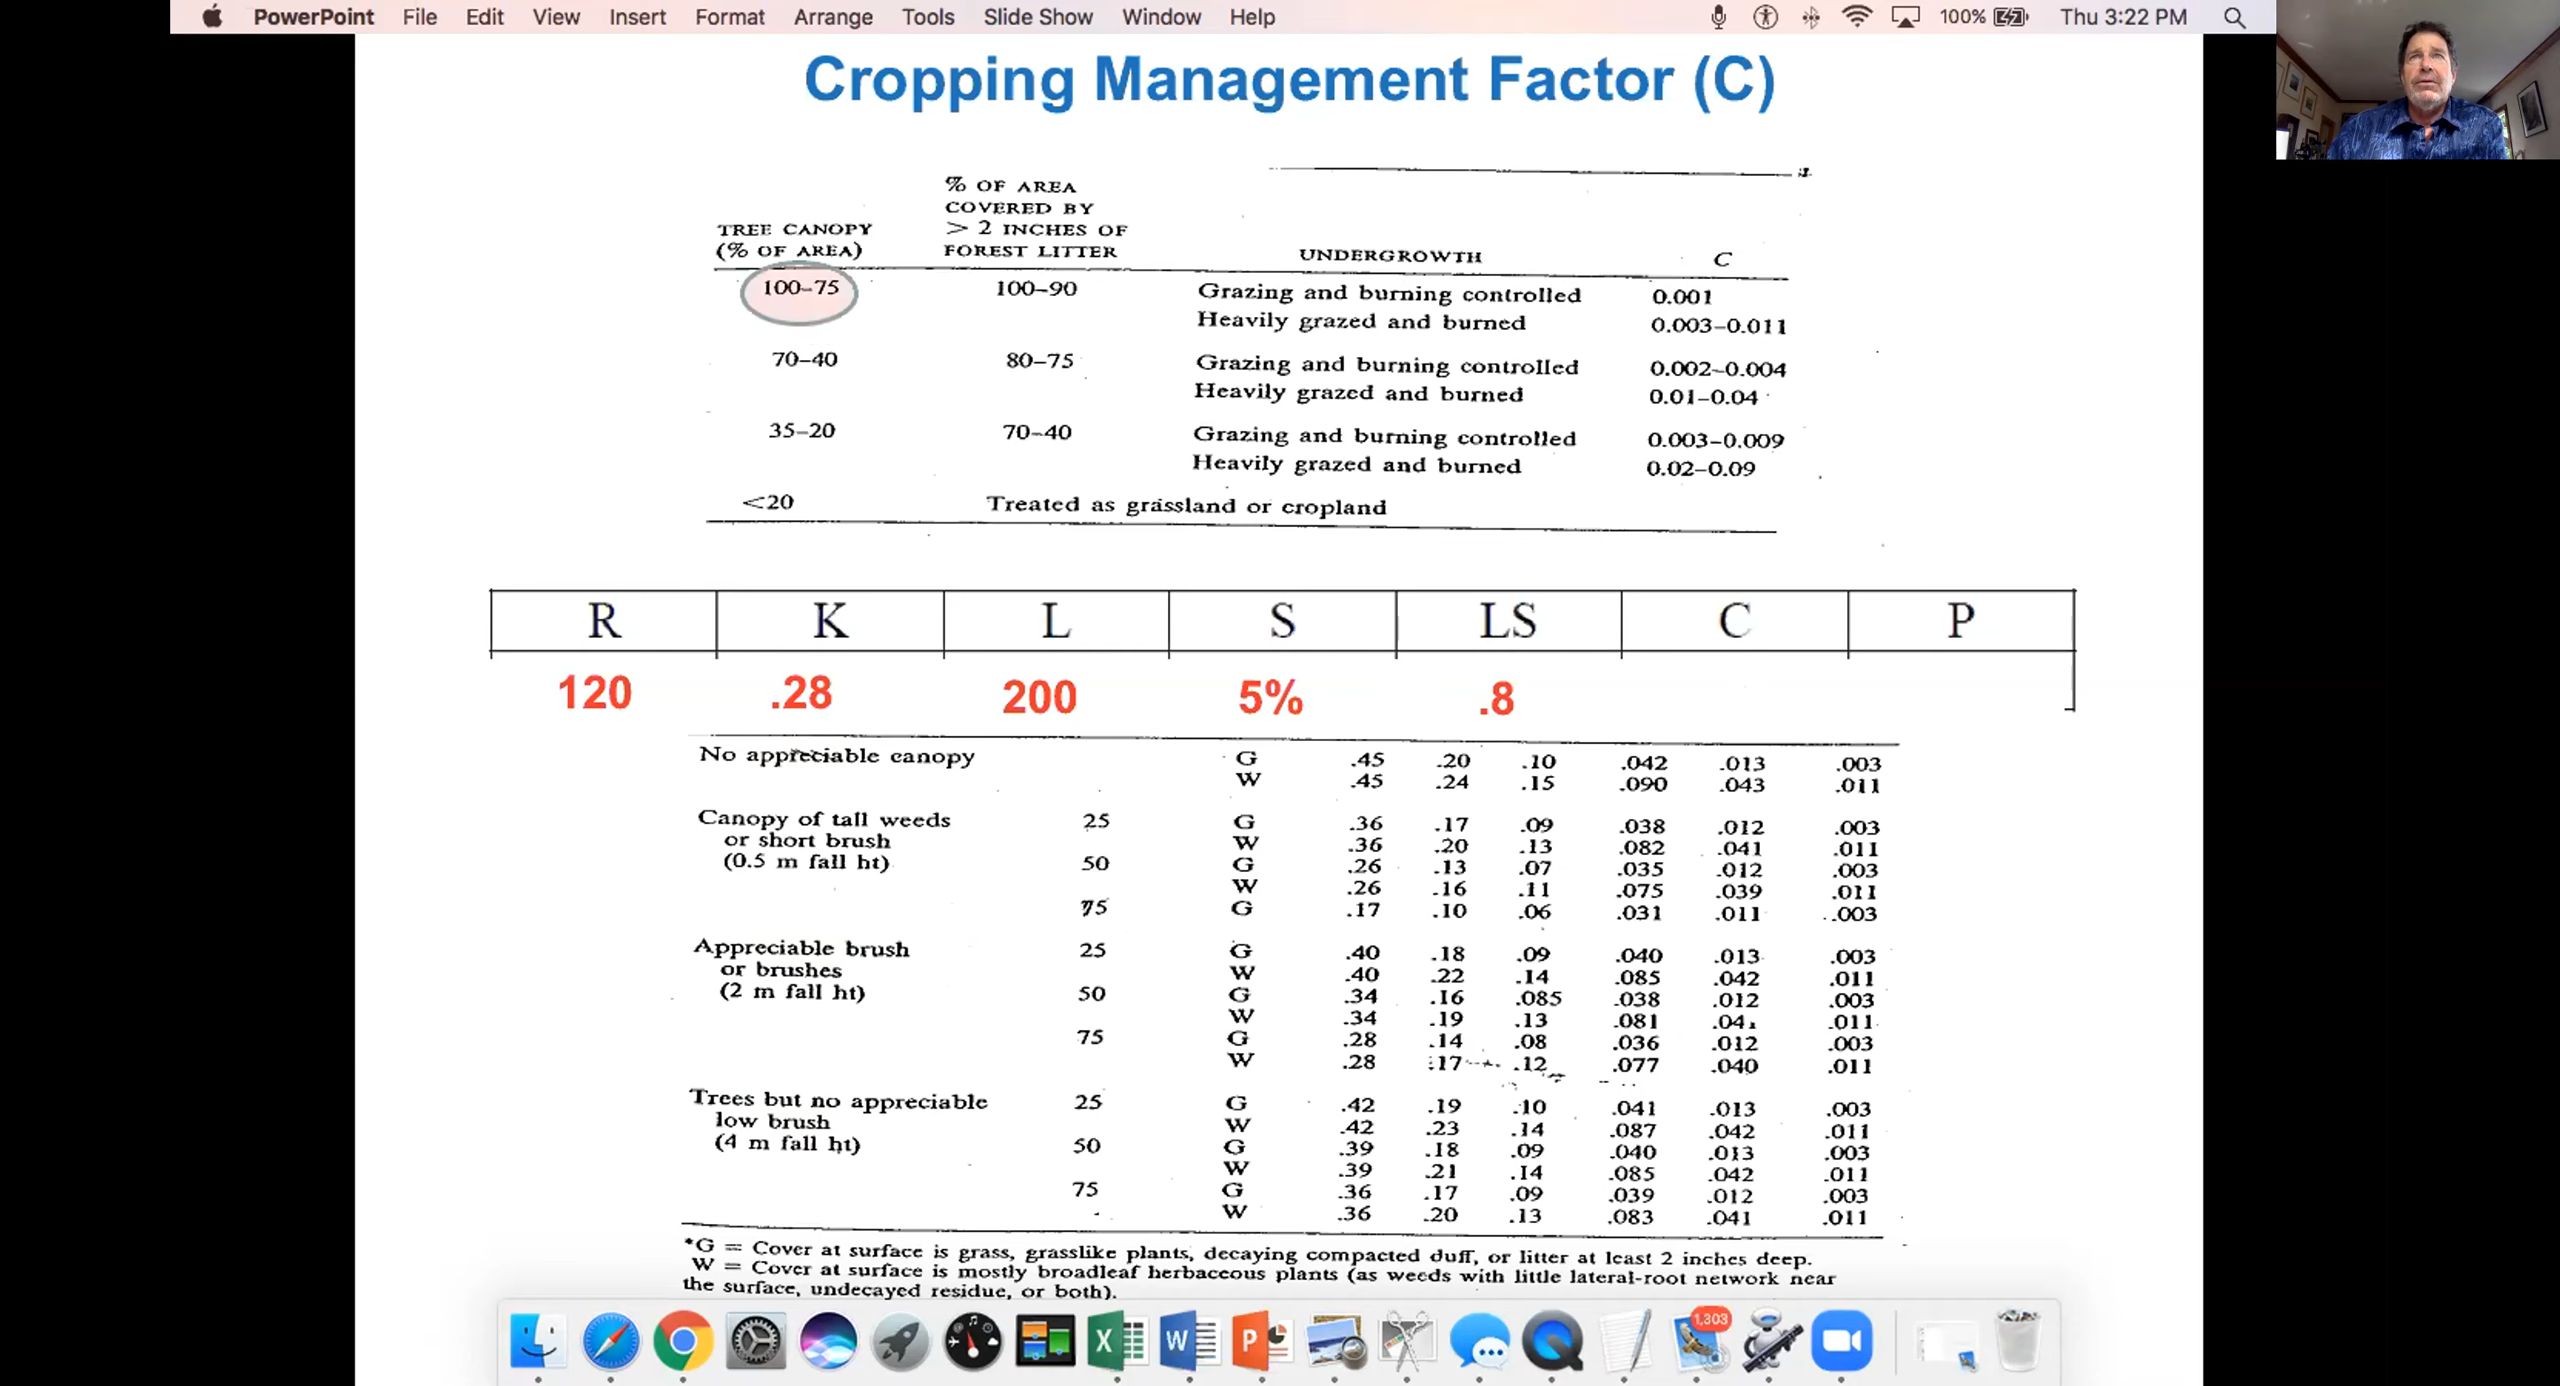 PowerPoint File Edit View Insert Format Arrange Tools Slide Show Window Help 100% Thu 3:22 PM
Cropping Management Factor (C)
TREE CANOPY (% OF AREA) % OF AREA COVERED BY > 2 INCHES OF FOREST LITTER UNDERGROWTH C
100–75 100–90 Grazing and burning controlled 0.001
Heavily grazed and burned 0.003–0.011
70–40 80–75 Grazing and burning controlled 0.002–0.004
Heavily grazed and burned 0.01–0.04
35–20 70–40 Grazing and burning controlled 0.003–0.009
Heavily grazed and burned 0.02–0.09
<20 Treated as grassland or cropland
R K L S LS C P
120 .28 200 5% .8
No appreciable canopy G .45 .20 .10 .042 .013 .003
W .45 .24 .15 .090 .043 .011
Canopy of tall weeds 25 G .36 .17 .09 .038 .012 .003
or short brush W .36 .20 .13 .082 .041 .011
(0.5 m fall ht) 50 G .26 .13 .07 .035 .012 .003
W .26 .16 .11 .075 .039 .011
75 G .17 .10 .06 .031 .011 .003
Appreciable brush 25 G .40 .18 .09 .040 .013 .003
or brushes W .40 .22 .14 .085 .042 .011
(2 m fall ht) 50 G .34 .16 .085 .038 .012 .003
W .34 .19 .13 .081 .011
75 G .28 .14 .08 .036 .012 .003
W .28 .17 .12 .077 .040 .011
Trees but no appreciable 25 G .42 .19 .10 .041 .013 .003
low brush W .42 .23 .14 .087 .042 .011
(4 m fall ht) 50 G .39 .18 .09 .040 .013 .003
W .39 .21 .14 .085 .042 .011
75 G .36 .17 .09 .039 .012 .003
W .36 .20 .13 .083 .041 .011
*G = Cover at surface is grass, grasslike plants, decaying compacted duff, or litter at least 2 inches deep.
W = Cover at surface is mostly broadleaf herbaceous plants (as weeds with little lateral-root network near
the surface, undecayed residue, or both).
1,303